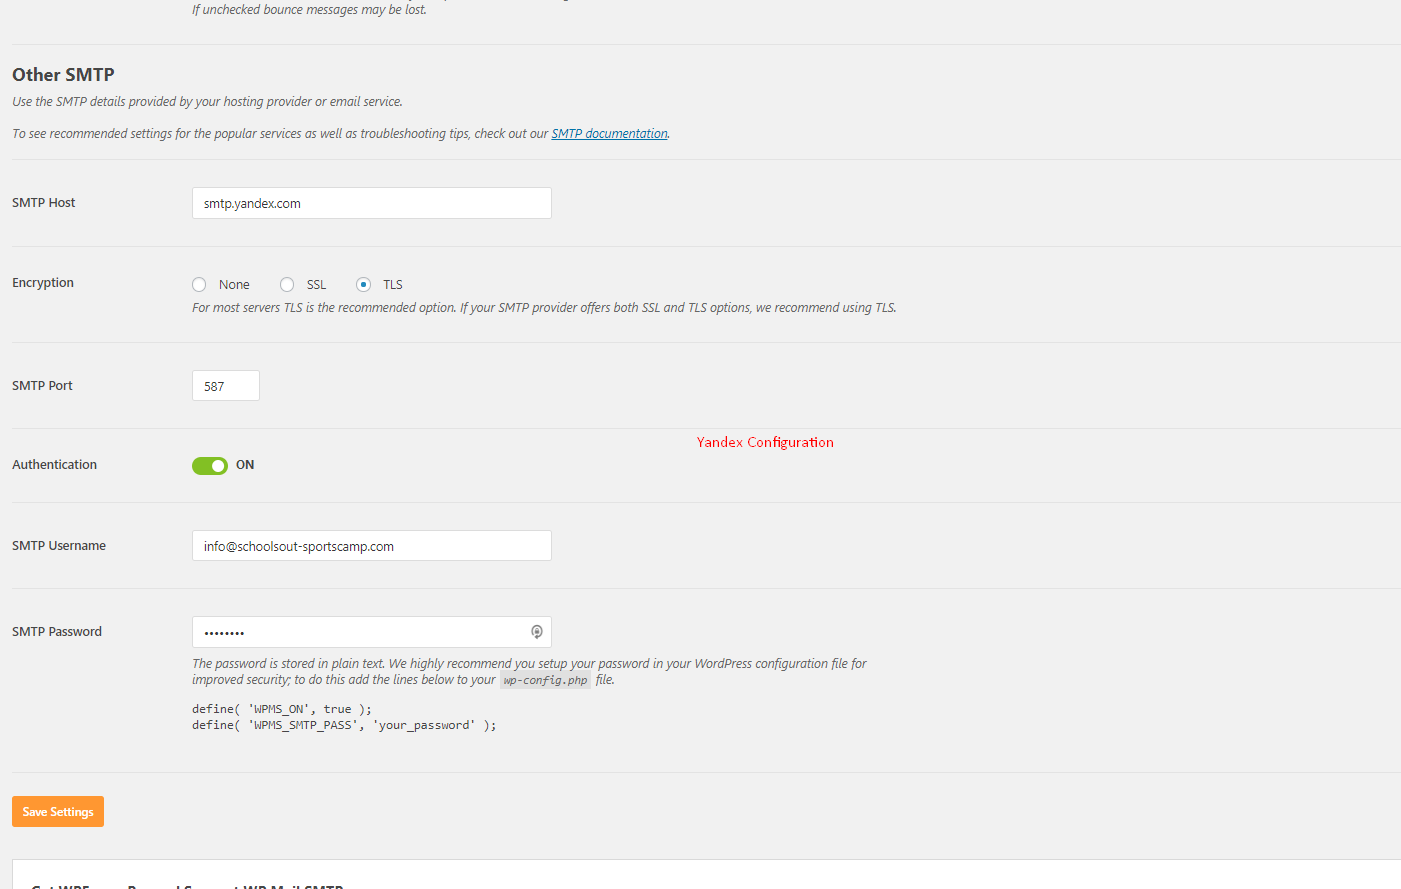 If unchecked bounce messages may be lost.
Other SMTP
Use the SMTP details provided by your hosting provider or email service.
To see recommended settings for the popular services as well as troubleshooting tips, check out our SMTP documentation.
SMTP Host
smtp.yandex.com
Encryption
None SSL TLS
For most servers TLS is the recommended option. If your SMTP provider offers both SSL and TLS options, we recommend using TLS.
SMTP Port
587
Yandex Configuration
Authentication
ON
SMTP Username
info@schoolsout-sportscamp.com
SMTP Password
••••••••
The password is stored in plain text. We highly recommend you setup your password in your WordPress configuration file for
improved security; to do this add the lines below to your wp-config.php file.
define( 'WPMS_ON', true );
define( 'WPMS_SMTP_PASS', 'your_password' );
Save Settings